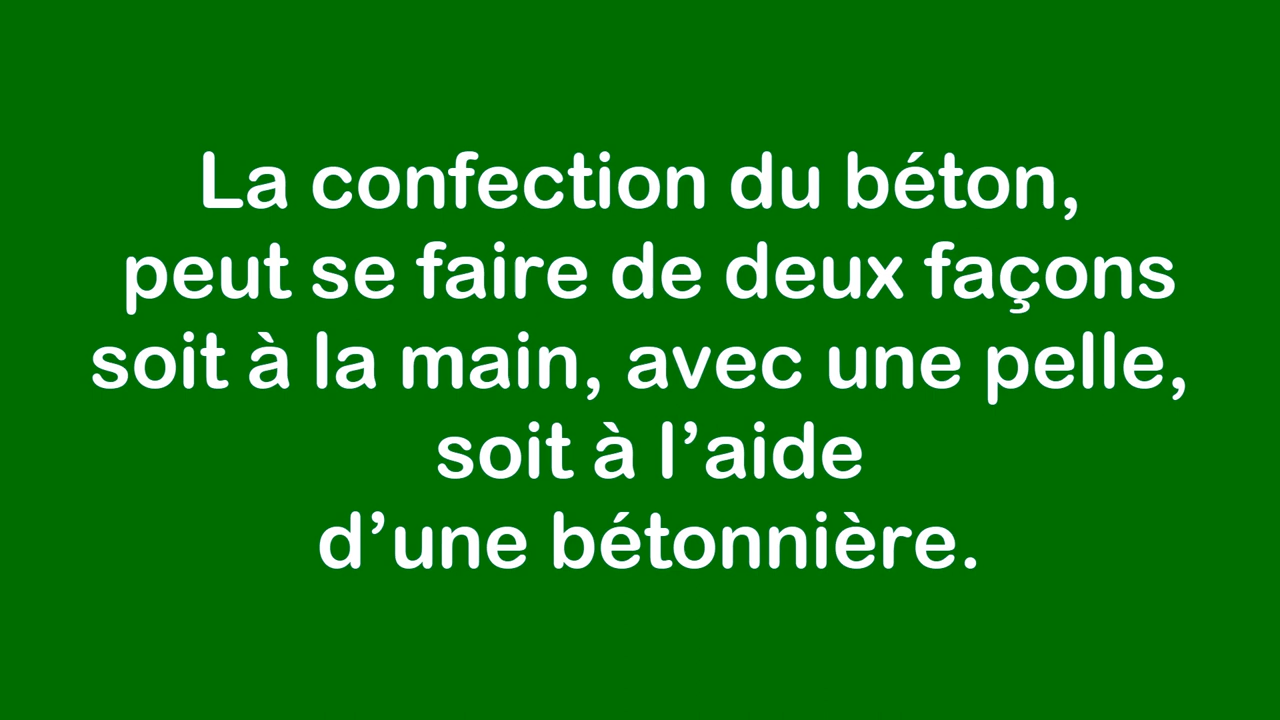 La confection du béton,
peut se faire de deux façons
soit à la main, avec une pelle,
soit à l’aide
d’une bétonnière.